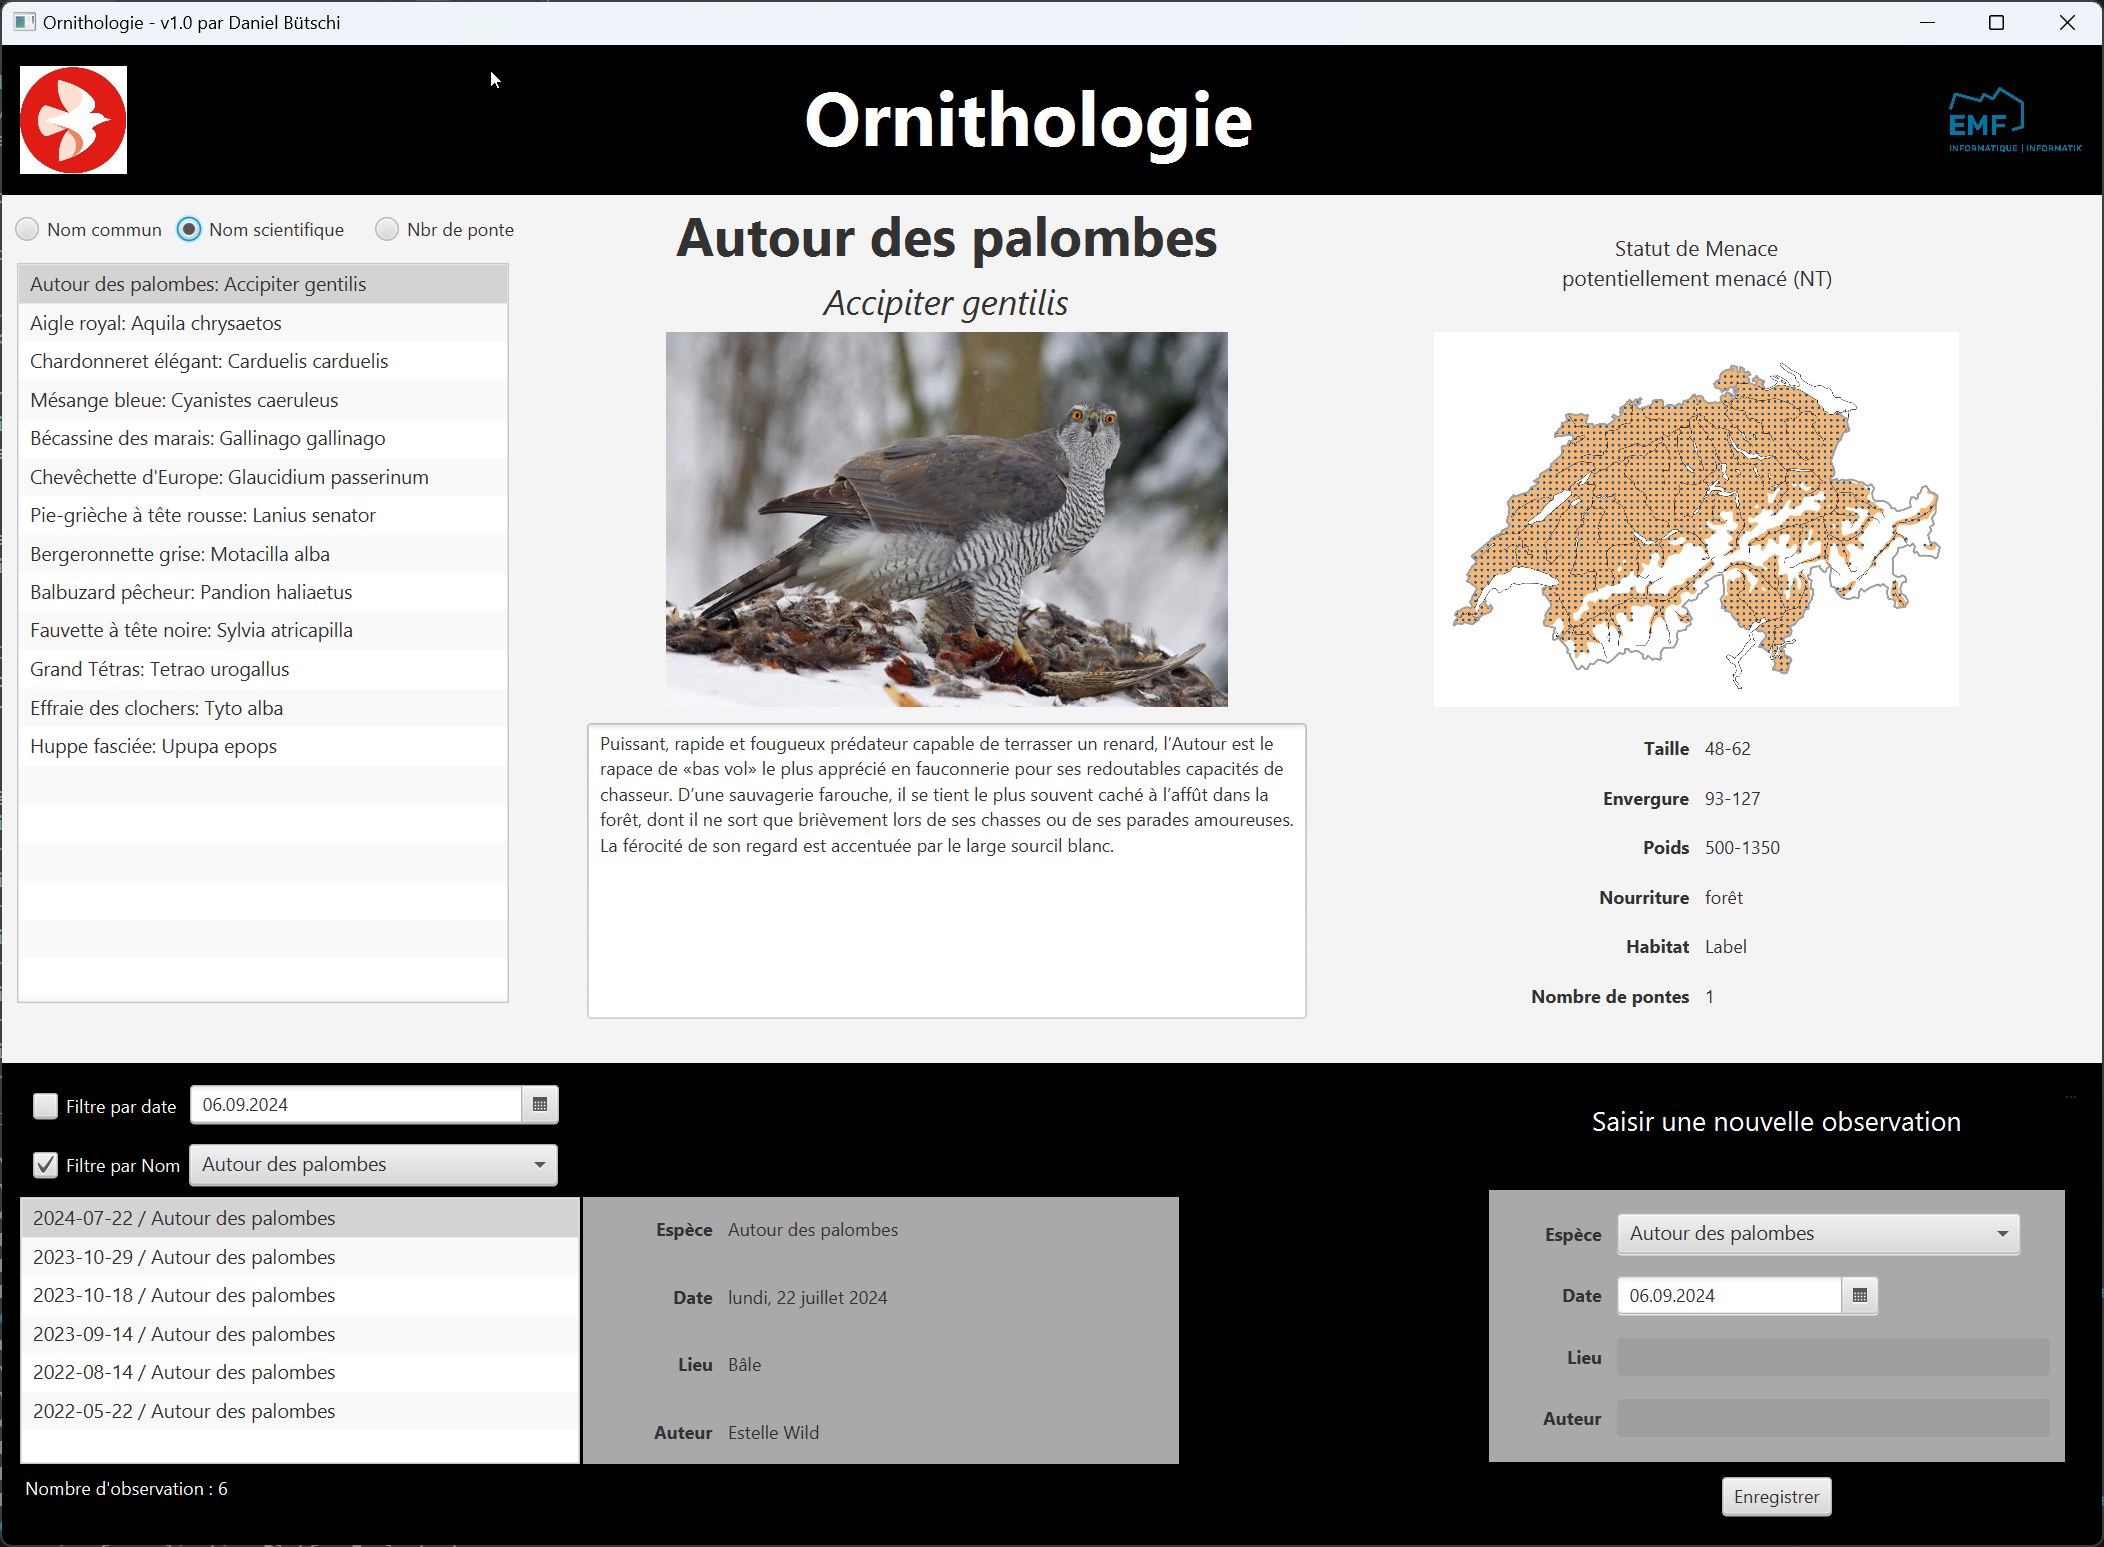 Ornithologie - v1.0 par Daniel Bütschi
Ornithologie
EMF
INFORMATIQUE | INFORMATIK
Nom commun
Nom scientifique
Nbr de ponte
Autour des palombes: Accipiter gentilis
Aigle royal: Aquila chrysaetos
Chardonneret élégant: Carduelis carduelis
Mésange bleue: Cyanistes caeruleus
Bécassine des marais: Gallinago gallinago
Chevêchette d'Europe: Glaucidium passerinum
Pie-grièche à tête rousse: Lanius senator
Bergeronnette grise: Motacilla alba
Balbuzard pêcheur: Pandion haliaetus
Fauvette à tête noire: Sylvia atricapilla
Grand Tétras: Tetrao urogallus
Effraie des clochers: Tyto alba
Huppe fasciée: Upupa epops
Autour des palombes
Accipiter gentilis
Puissant, rapide et fougueux prédateur capable de terrasser un renard, l’Autour est le
rapace de «bas vol» le plus apprécié en fauconnerie pour ses redoutables capacités de
chasseur. D’une sauvagerie farouche, il se tient le plus souvent caché à l’affût dans la
forêt, dont il ne sort que brièvement lors de ses chasses ou de ses parades amoureuses.
La férocité de son regard est accentuée par le large sourcil blanc.
Statut de Menace
potentiellement menacé (NT)
Taille 48-62
Envergure 93-127
Poids 500-1350
Nourriture forêt
Habitat Label
Nombre de pontes 1
Filtre par date 06.09.2024
Filtre par Nom Autour des palombes
2024-07-22 / Autour des palombes
2023-10-29 / Autour des palombes
2023-10-18 / Autour des palombes
2023-09-14 / Autour des palombes
2022-08-14 / Autour des palombes
2022-05-22 / Autour des palombes
Nombre d'observation : 6
Espèce Autour des palombes
Date lundi, 22 juillet 2024
Lieu Bâle
Auteur Estelle Wild
...
Saisir une nouvelle observation
Espèce Autour des palombes
Date 06.09.2024
Lieu
Auteur
Enregistrer